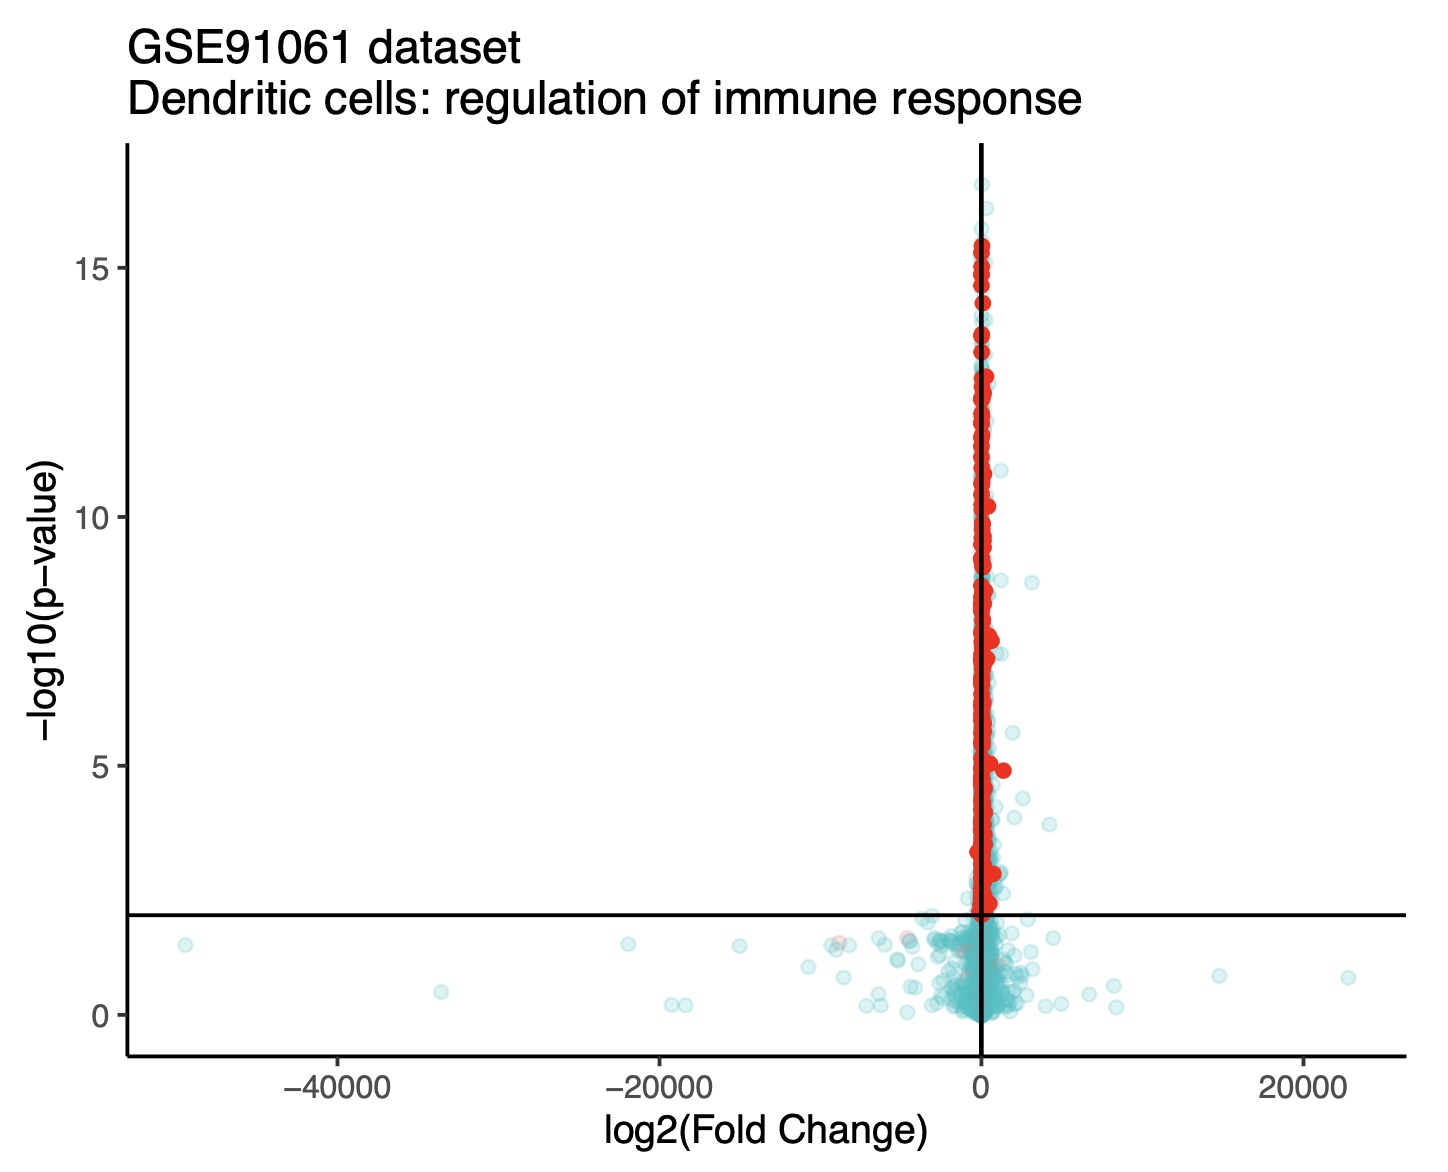 GSE91061 dataset
Dendritic cells: regulation of immune response
−log10(p−value)
15
10
5
0
−40000
−20000
0
20000
log2(Fold Change)